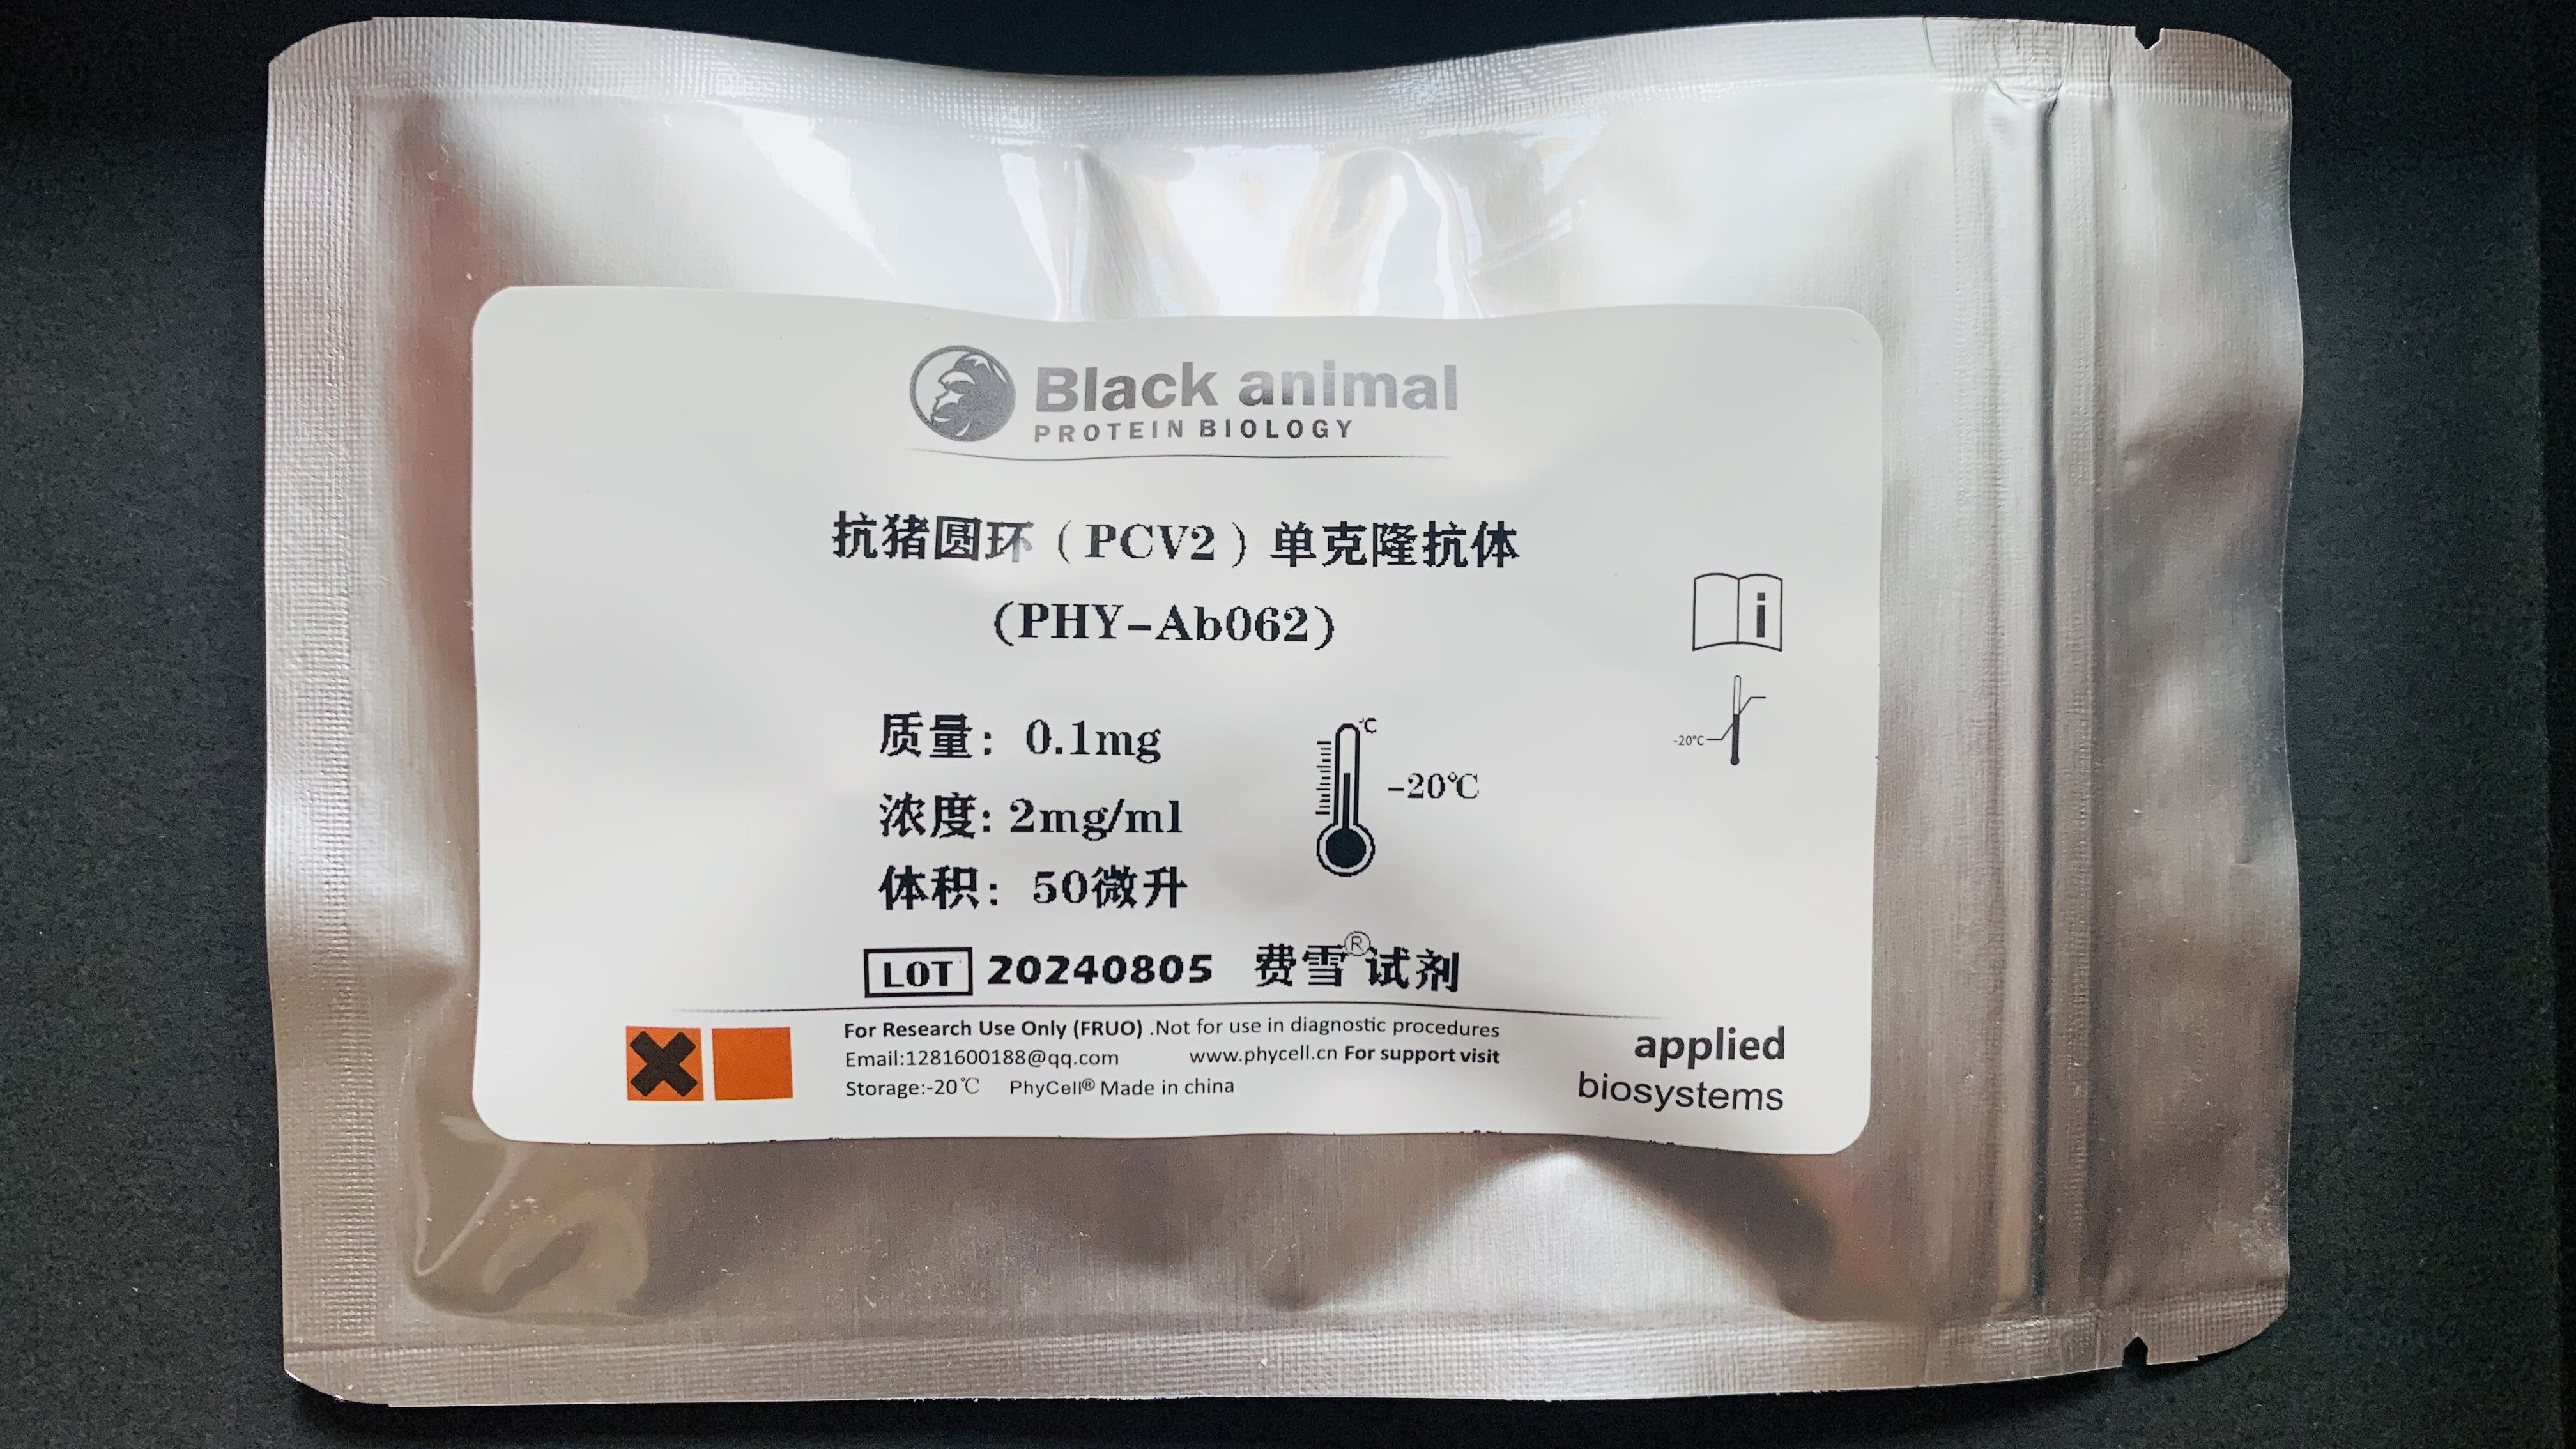 Black animal
PROTEIN BIOLOGY
抗猪圆环（PCV2）单克隆抗体
(PHY-Ab062)
i
质量：0.1mg
℃
-20℃
-20℃
浓度: 2mg/ml
体积：50微升
LOT 20240805 费雪®试剂
For Research Use Only (FRUO) .Not for use in diagnostic procedures
Email:1281600188@qq.com www.phycell.cn For support visit
Storage:-20℃ PhyCell® Made in china
applied
biosystems